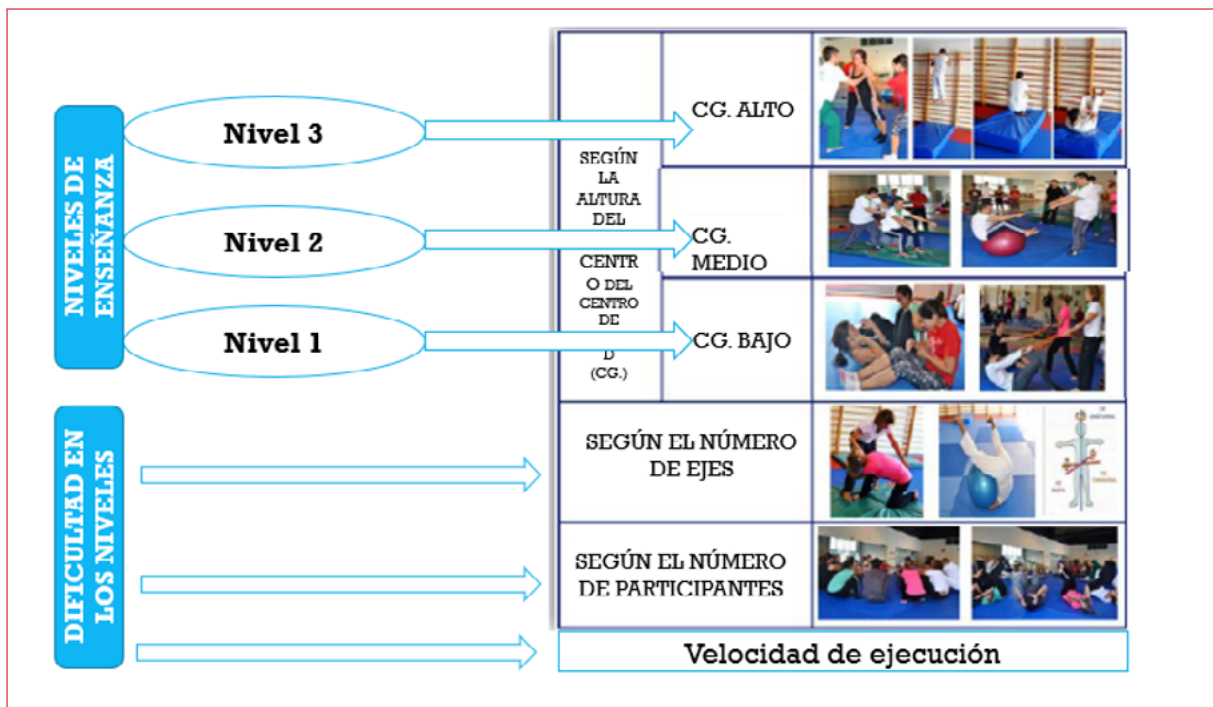 NIVELES DE
ENSEÑANZA
Nivel 3
Nivel 2
Nivel 1
SEGÚN
LA
ALTURA
DEL
CENTR
O DEL
CENTRO
DE
D
(CG.)
CG. ALTO
CG.
MEDIO
CG. BAJO
DIFICULTAD EN
LOS NIVELES
SEGÚN EL NÚMERO
DE EJES
SEGÚN EL NÚMERO
DE PARTICIPANTES
Velocidad de ejecución